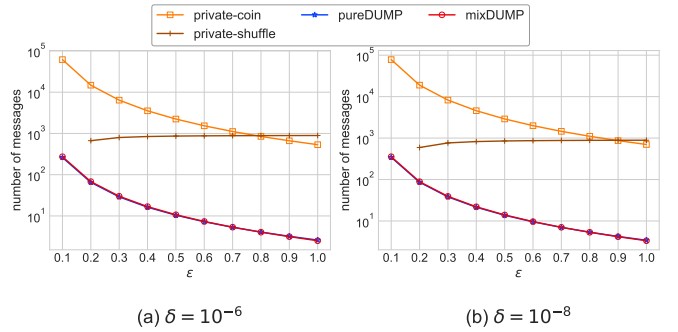 private-coin pureDUMP mixDUMP
private-shuffle
number of messages
10^5
10^4
10^3
10^2
10^1
0.1 0.2 0.3 0.4 0.5 0.6 0.7 0.8 0.9 1.0
ε
(a) δ = 10^−6
number of messages
10^5
10^4
10^3
10^2
10^1
0.1 0.2 0.3 0.4 0.5 0.6 0.7 0.8 0.9 1.0
ε
(b) δ = 10^−8